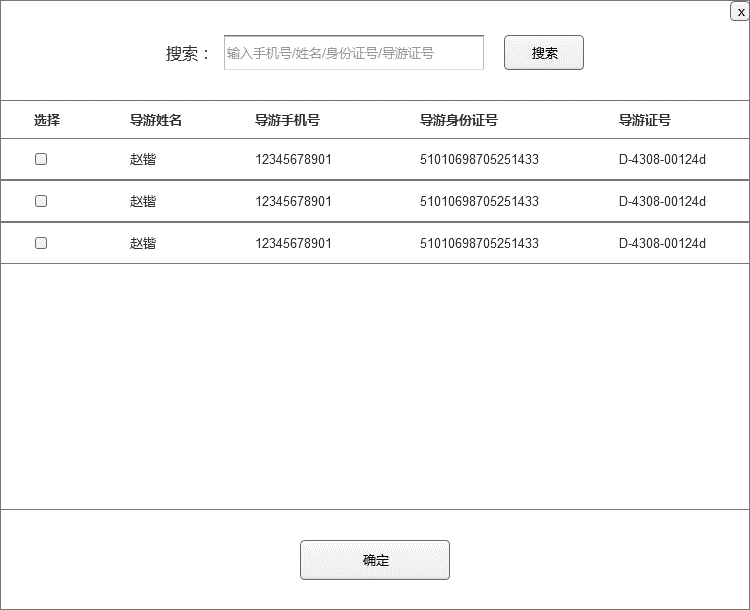 x
搜索： 输入手机号/姓名/身份证号/导游证号 搜索
选择 导游姓名 导游手机号 导游身份证号 导游证号
赵锴 12345678901 51010698705251433 D-4308-00124d
赵锴 12345678901 51010698705251433 D-4308-00124d
赵锴 12345678901 51010698705251433 D-4308-00124d
确定